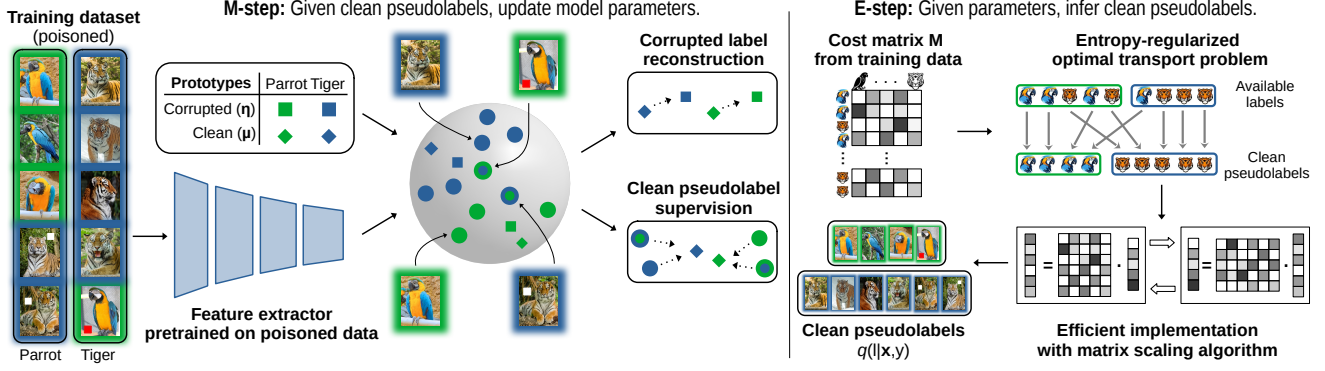 M-step: Given clean pseudolabels, update model parameters.
Training dataset
(poisoned)
Parrot
Tiger
Prototypes
Parrot Tiger
Corrupted (η)
Clean (μ)
Feature extractor
pretrained on poisoned data
Corrupted label
reconstruction
Clean pseudolabel
supervision
E-step: Given parameters, infer clean pseudolabels.
Cost matrix M
from training data
Entropy-regularized
optimal transport problem
Available
labels
Clean
pseudolabels
=
·
=
·
Clean pseudolabels
q(l|x,y)
Efficient implementation
with matrix scaling algorithm